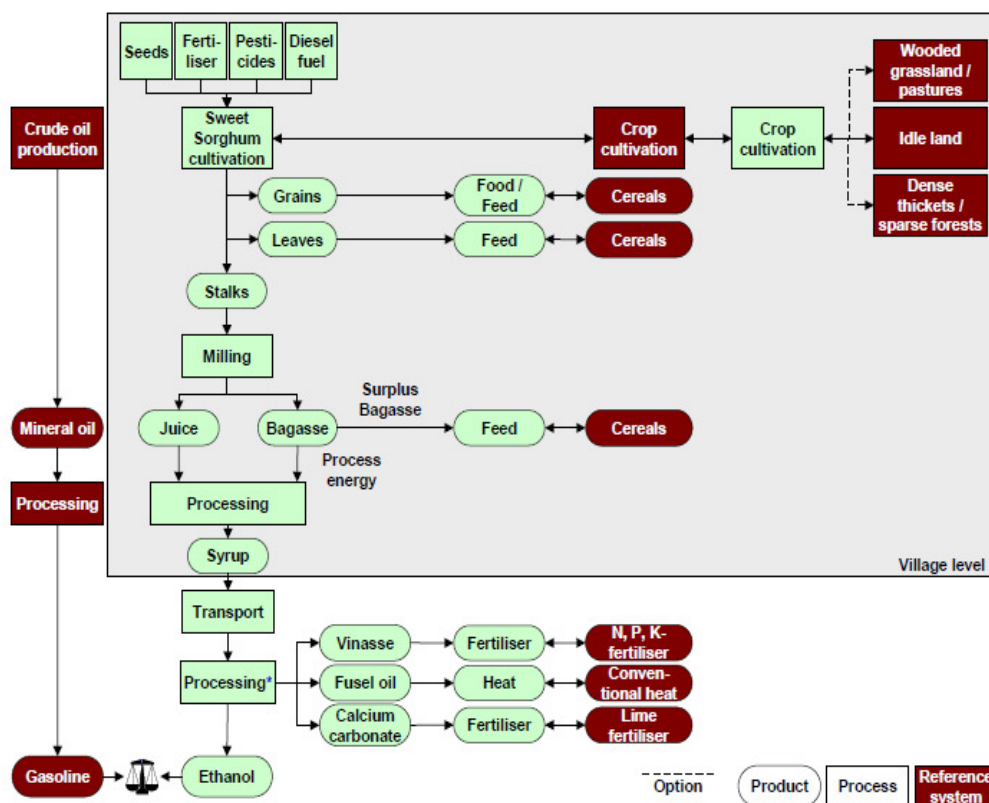 Seeds
Ferti-
liser
Pesti-
cides
Diesel
fuel
Wooded
grassland /
pastures
Crude oil
production
Sweet
Sorghum
cultivation
Crop
cultivation
Crop
cultivation
Idle land
Dense
thickets /
sparse forests
Grains
Food /
Feed
Cereals
Leaves
Feed
Cereals
Stalks
Milling
Surplus
Bagasse
Mineral oil
Juice
Bagasse
Feed
Cereals
Process
energy
Processing
Processing
Syrup
Village level
Transport
Vinasse
Fertiliser
N, P, K-
fertiliser
Processing*
Fusel oil
Heat
Conven-
tional heat
Calcium
carbonate
Fertiliser
Lime
fertiliser
Gasoline
Ethanol
Option
Product
Process
Reference
system